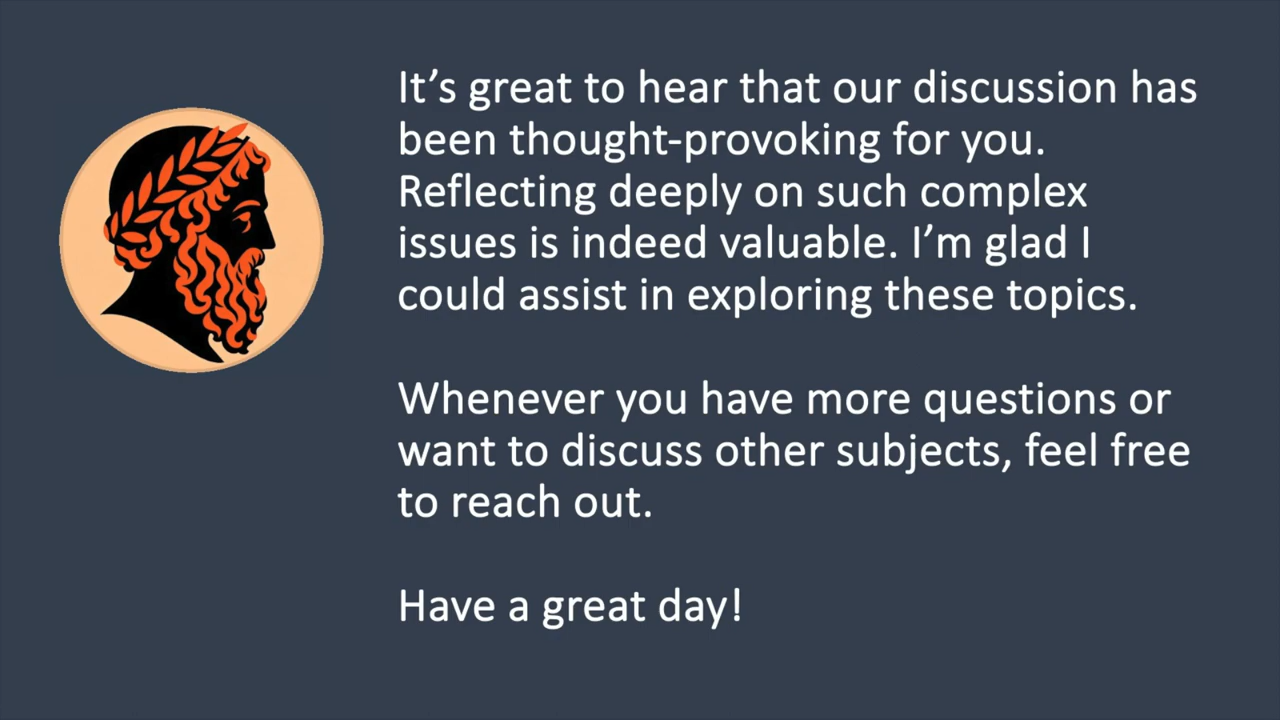 It’s great to hear that our discussion has
been thought-provoking for you.
Reflecting deeply on such complex
issues is indeed valuable. I’m glad I
could assist in exploring these topics.
Whenever you have more questions or
want to discuss other subjects, feel free
to reach out.
Have a great day!